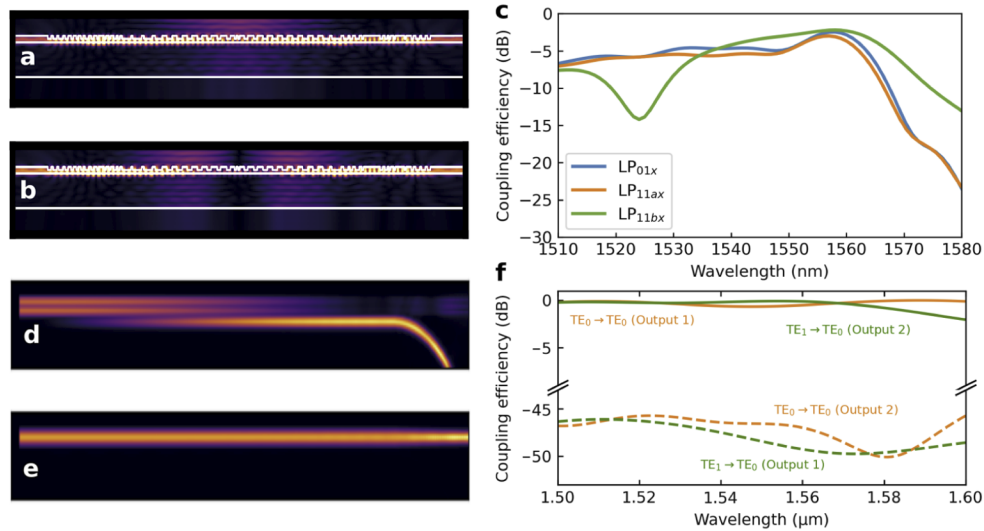 a
b
c
0
−5
−10
−15
−20
−25
−30
Coupling efficiency (dB)
LP01x
LP11ax
LP11bx
1510 1520 1530 1540 1550 1560 1570 1580
Wavelength (nm)
d
e
f
0
−5
−45
−50
Coupling efficiency (dB)
TE0→TE0 (Output 1)
TE1→TE0 (Output 2)
TE0→TE0 (Output 2)
TE1→TE0 (Output 1)
1.50 1.52 1.54 1.56 1.58 1.60
Wavelength (μm)